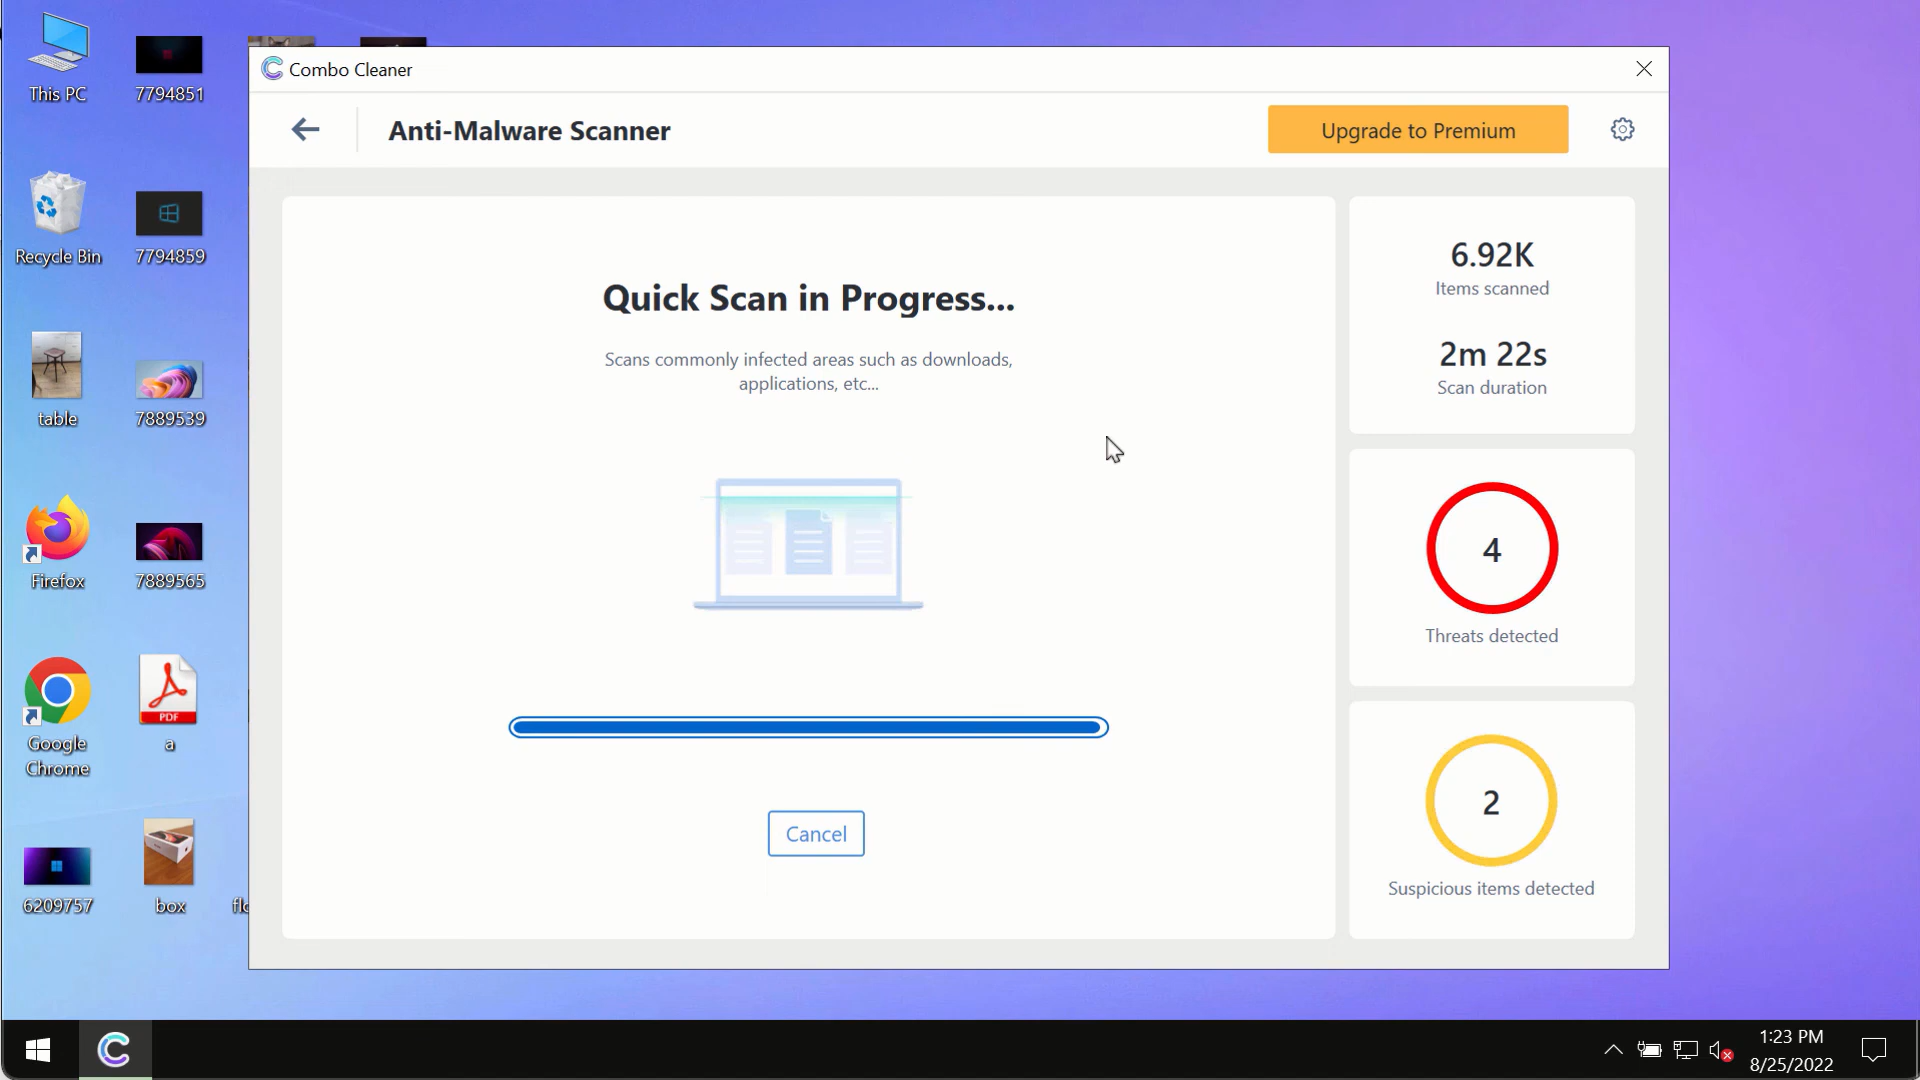 Combo Cleaner
Anti-Malware Scanner
Upgrade to Premium
Quick Scan in Progress...
Scans commonly infected areas such as downloads,
applications, etc...
Cancel
6.92K
Items scanned
2m 22s
Scan duration
4
Threats detected
2
Suspicious items detected
This PC
7794851
Recycle Bin
7794859
table
7889539
Firefox
7889565
Google
Chrome
a
PDF
6209757
box
1:23 PM
8/25/2022